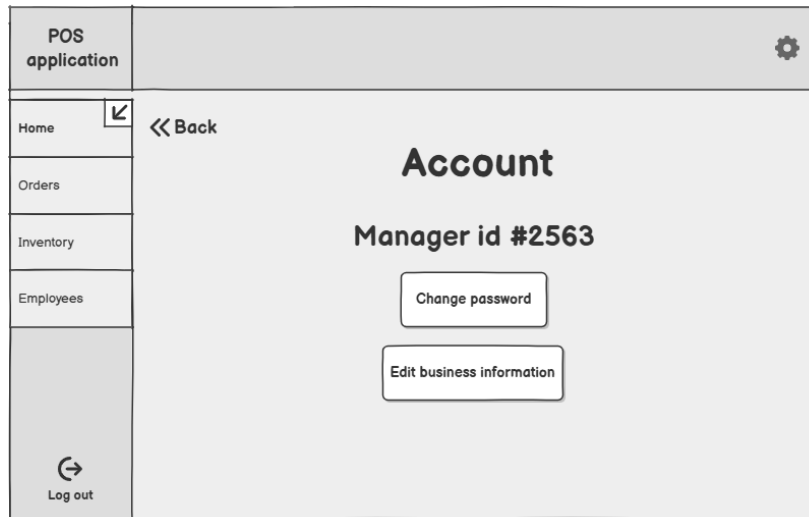 POS
application
Home
Orders
Inventory
Employees
Log out
Back
Account
Manager id #2563
Change password
Edit business information